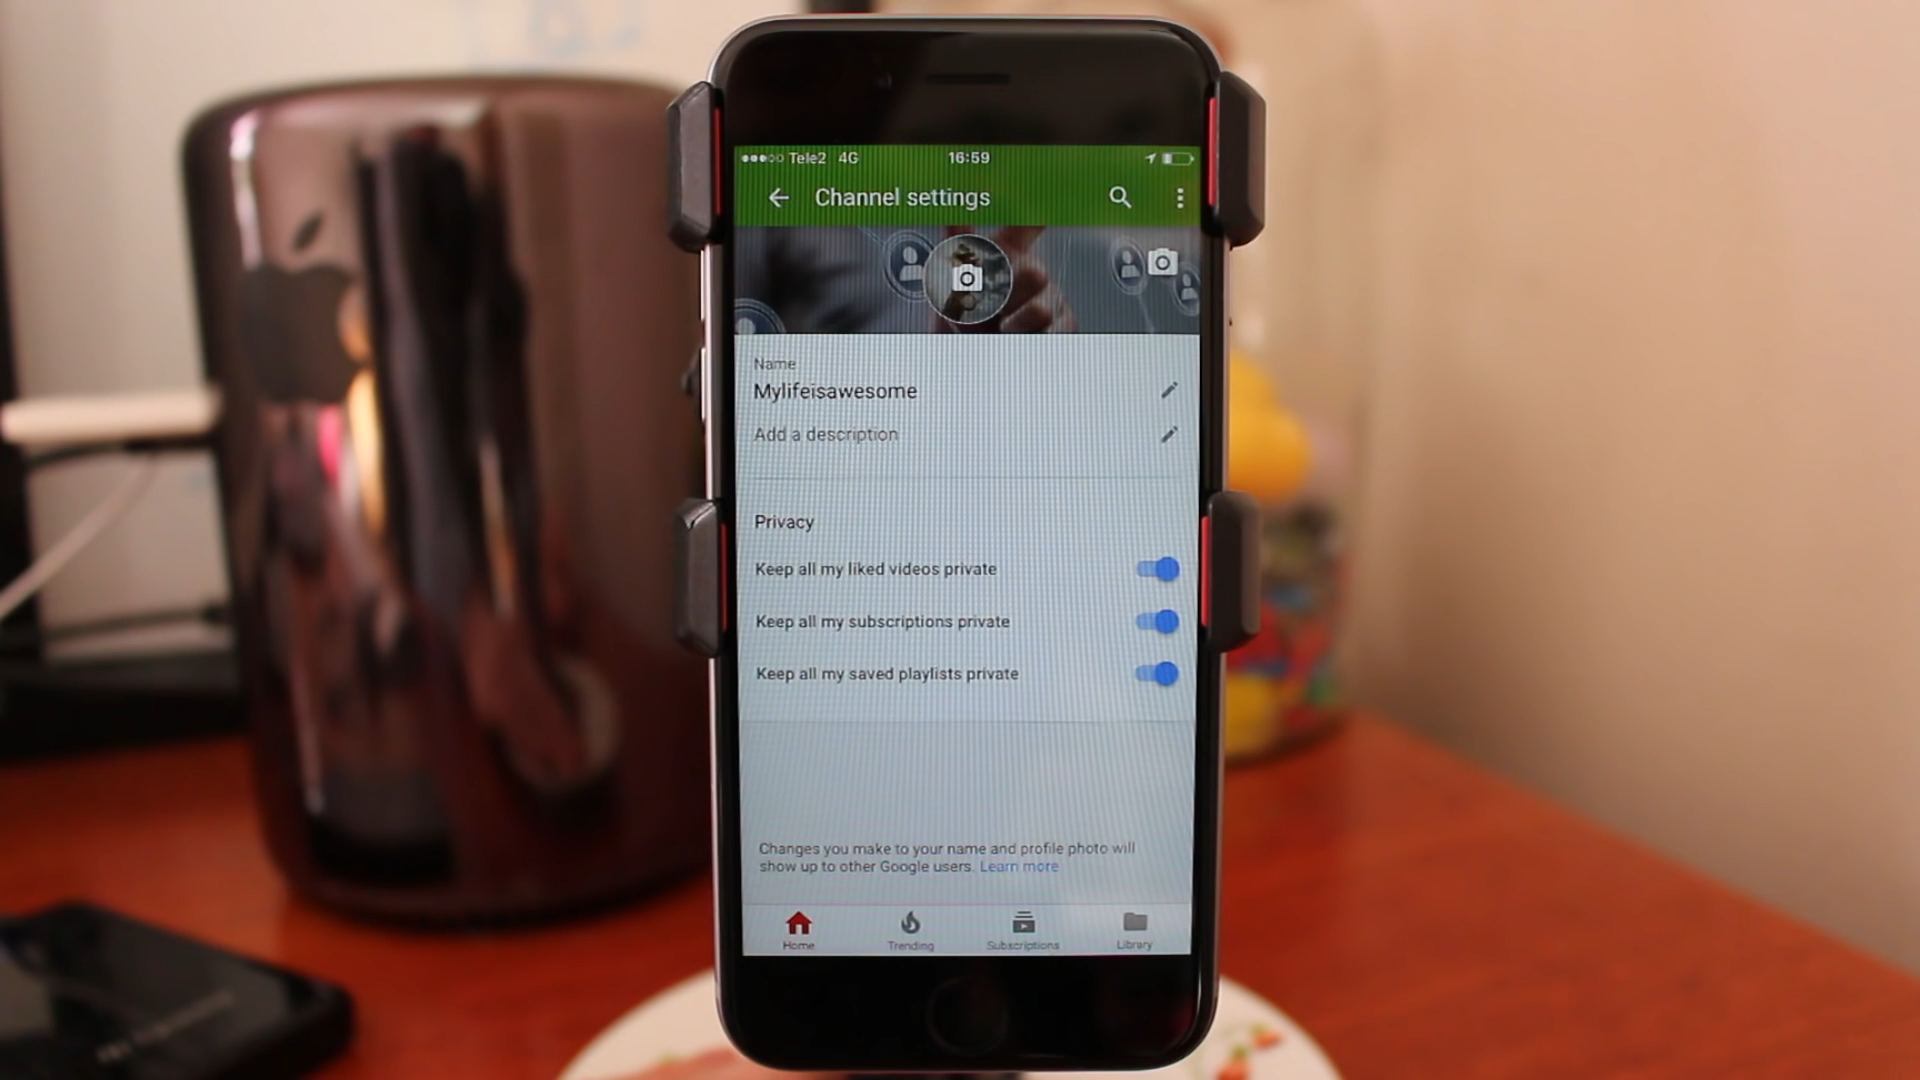 Tele2 4G 16:59
Channel settings
Name
Mylifeisawesome
Add a description
Privacy
Keep all my liked videos private
Keep all my subscriptions private
Keep all my saved playlists private
Changes you make to your name and profile photo will
show up to other Google users. Learn more
Home Trending Subscriptions Library